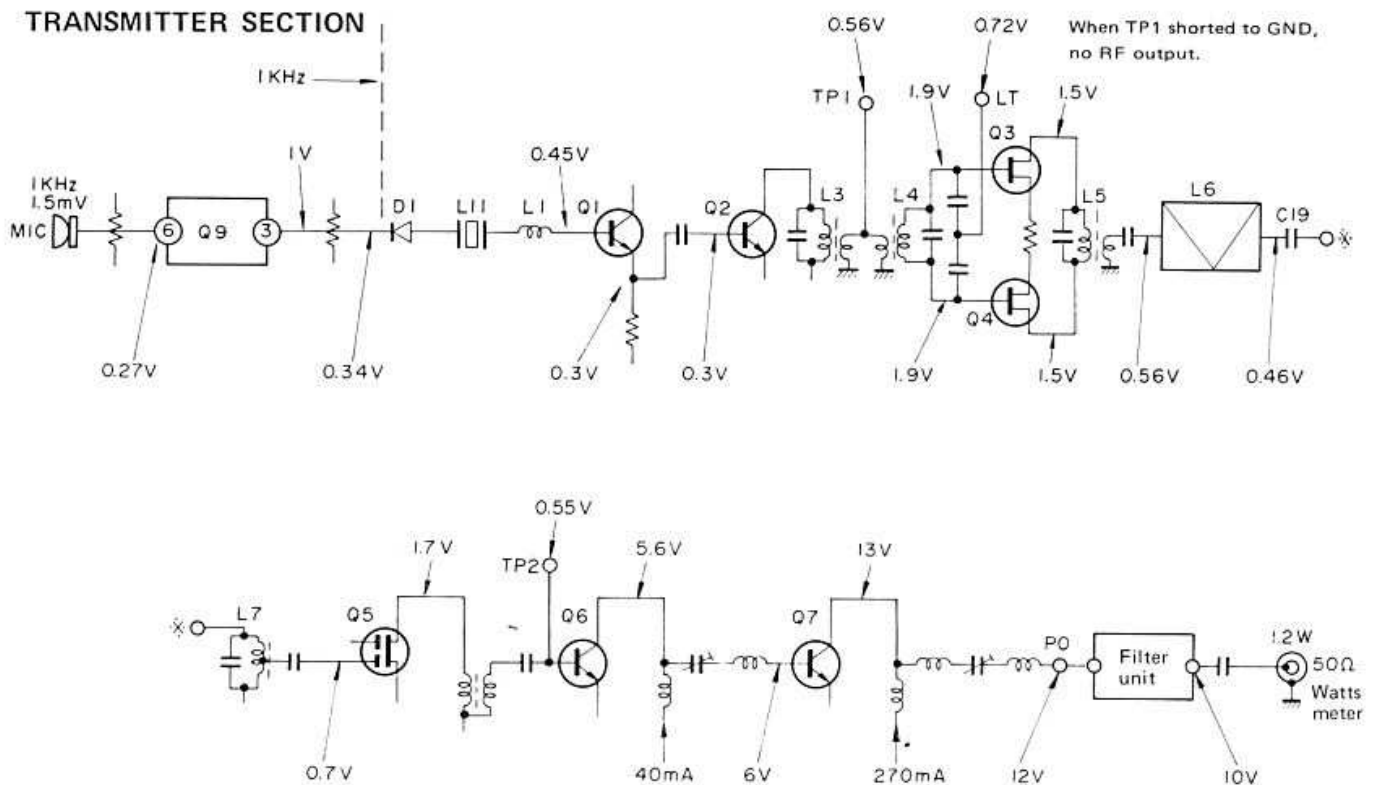 TRANSMITTER SECTION
When TP1 shorted to GND,
no RF output.
0.56V
0.72V
1KHz
TP1
1.9V
LT
1.5V
Q3
1V
0.45V
1KHz
1.5mV
MIC
6
Q9
3
D1
L11
L1
Q1
Q2
L3
L4
L5
L6
C19
※
Q4
0.27V
0.34V
0.3V
0.3V
1.9V
1.5V
0.56V
0.46V
0.55V
1.7V
TP2
5.6V
13V
※
L7
Q5
Q6
Q7
PO
Filter
unit
1.2W
50Ω
Watts
meter
0.7V
40mA
6V
270mA
12V
10V